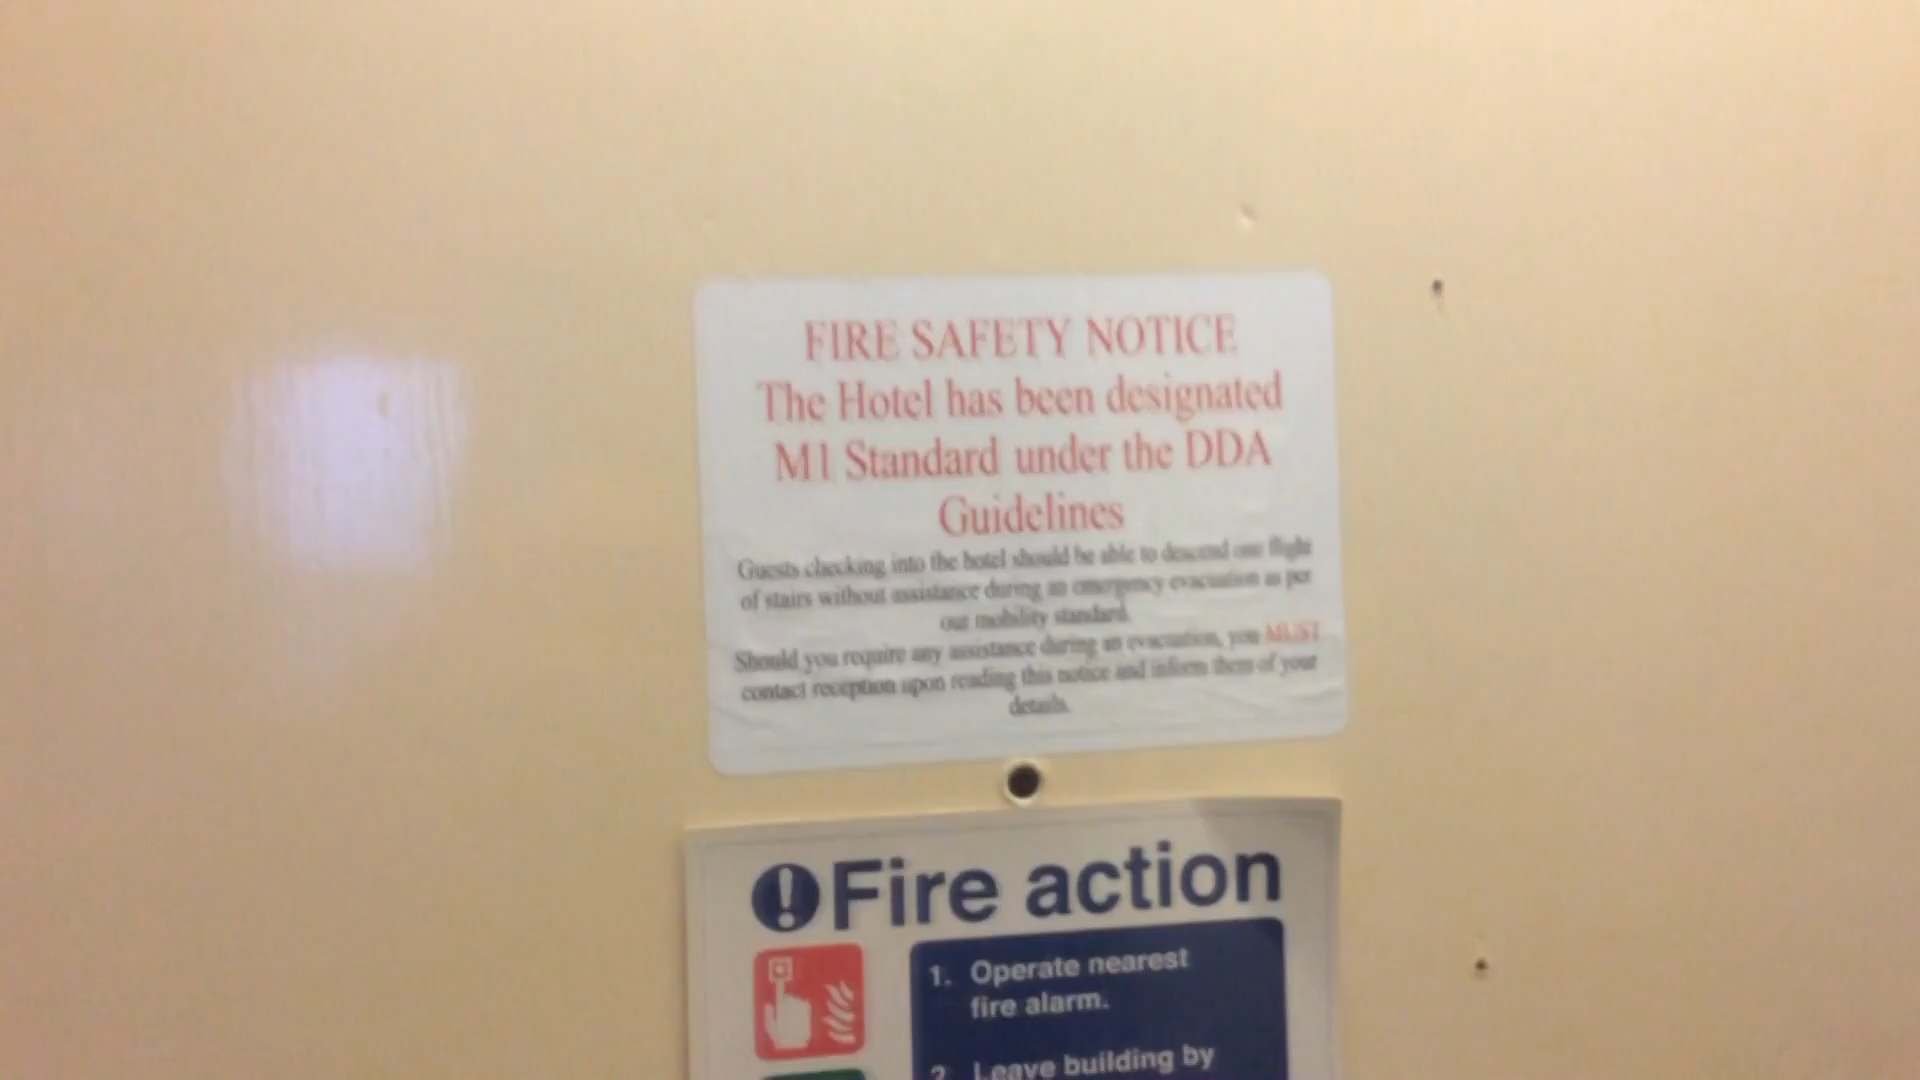 FIRE SAFETY NOTICE
The Hotel has been designated
M1 Standard under the DDA
Guidelines
Guests checking into the hotel should be able to descend one flight
of stairs without assistance during an emergency evacuation as per
our mobility standard.
Should you require any assistance during an evacuation, you MUST
contact reception upon reading this notice and inform them of your
details.
Fire action
1. Operate nearest
fire alarm.
2. Leave building by